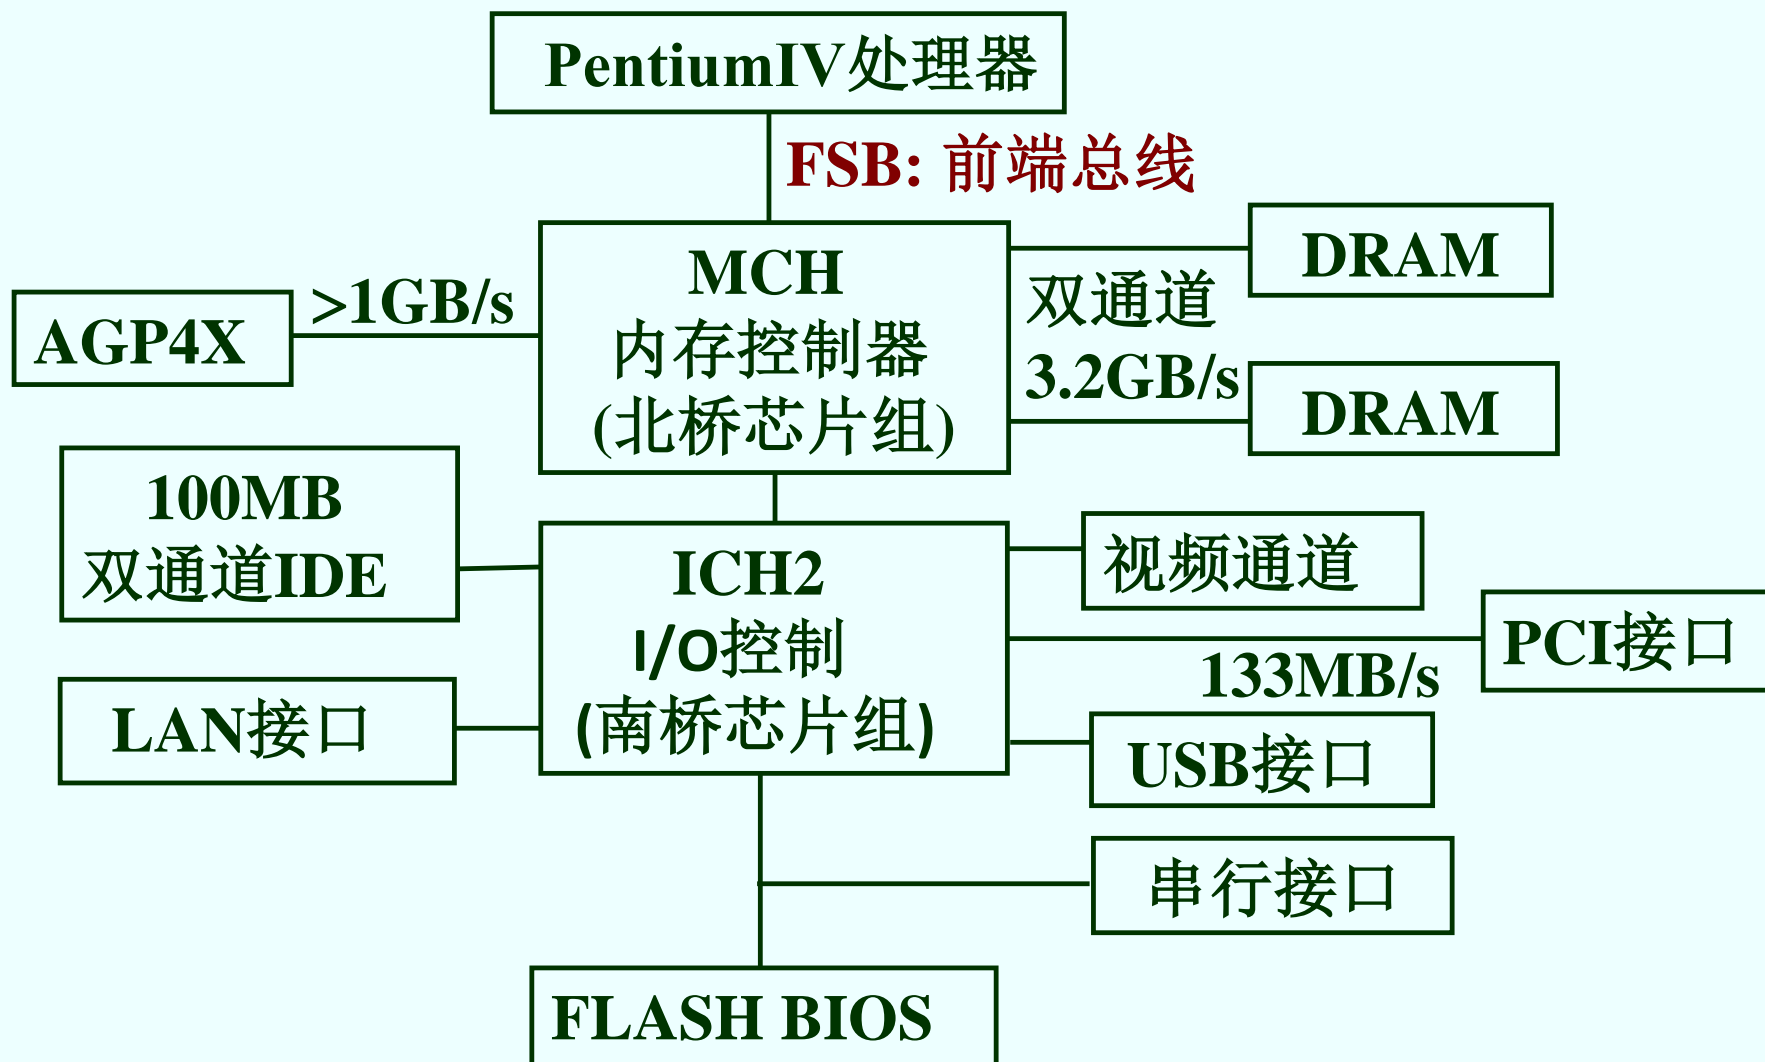 PentiumIV处理器
FSB: 前端总线
MCH
内存控制器
(北桥芯片组)
AGP4X
>1GB/s
双通道
3.2GB/s
DRAM
DRAM
100MB
双通道IDE
LAN接口
ICH2
I/O控制
(南桥芯片组)
视频通道
PCI接口
133MB/s
USB接口
串行接口
FLASH BIOS